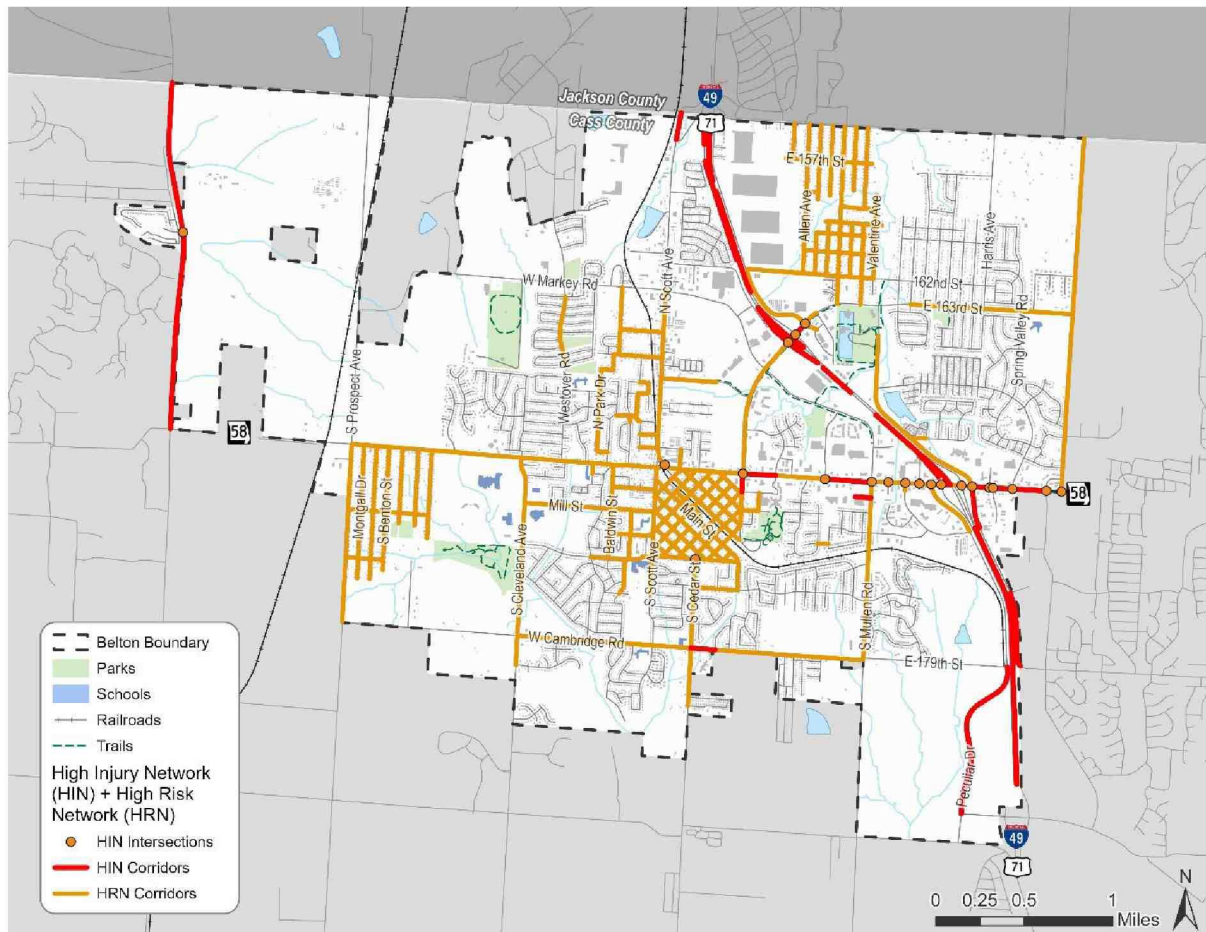 Jackson County
Cass County
49
71
E 157th St
Allen Ave
Valentine Ave
Harris Ave
162nd St
E 163rd St
N Scott Ave
W Markey Rd
Spring Valley Rd
Westover Rd
N Park Dr
S Prospect Ave
58
58
Montgall Dr
S Benton St
Mill St
Main St
Baldwin St
S Cleveland Ave
S Scott Ave
S Cedar St
S Mullen Rd
W Cambridge Rd
E 179th St
Peculiar Dr
49
71
Belton Boundary
Parks
Schools
Railroads
Trails
High Injury Network
(HIN) + High Risk
Network (HRN)
HIN Intersections
HIN Corridors
HRN Corridors
N
0 0.25 0.5 1
Miles